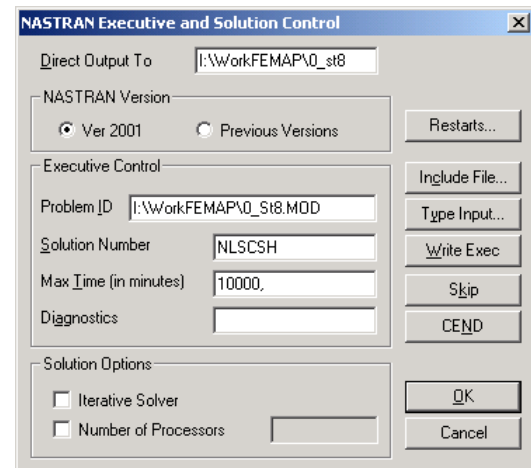 NASTRAN Executive and Solution Control
Direct Output To I:\WorkFEMAP\0_st8
NASTRAN Version
Ver 2001 Previous Versions
Restarts...
Executive Control
Include File...
Problem ID I:\WorkFEMAP\0_St8.MOD
Type Input...
Solution Number NLSCSH
Write Exec
Max Time (in minutes) 10000,
Skip
Diagnostics
CEND
Solution Options
Iterative Solver
OK
Number of Processors
Cancel